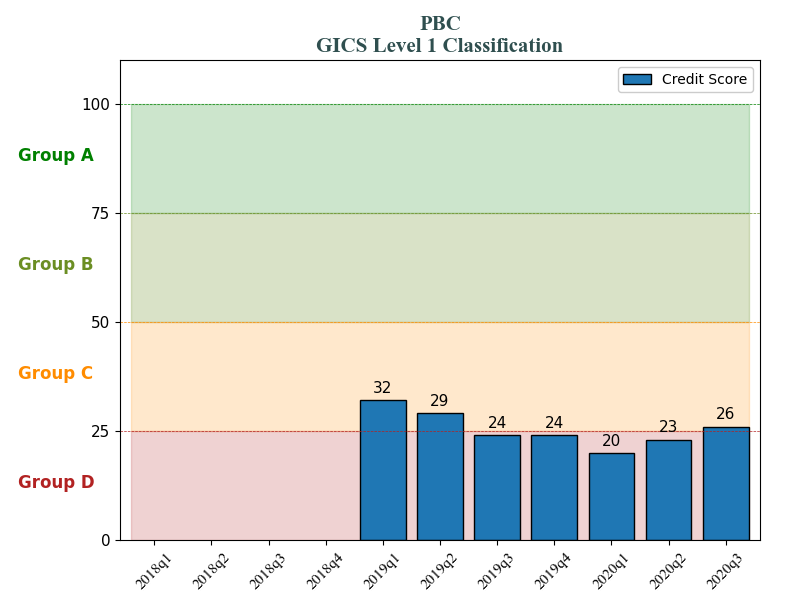 PBC
GICS Level 1 Classification
Credit Score
100
Group A
75
Group B
50
Group C
32
29
24
24
20
23
26
25
Group D
0
2018q1
2018q2
2018q3
2018q4
2019q1
2019q2
2019q3
2019q4
2020q1
2020q2
2020q3